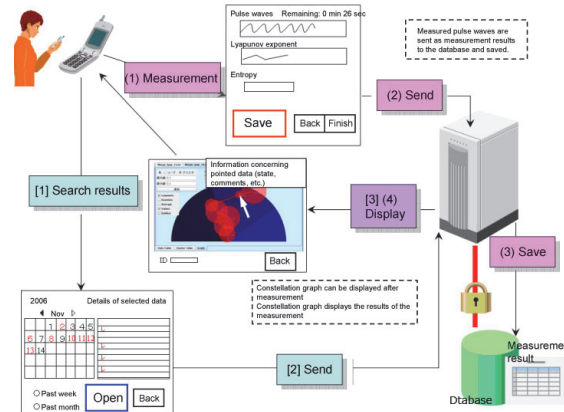 Pulse waves Remaining: 0 min 26 sec
Lyapunov exponent
Entropy
Save
Back
Finish
Measured pulse waves are
sent as measurement results
to the database and saved.
(1) Measurement
(2) Send
Information concerning
pointed data (state,
comments, etc.)
[1] Search results
[3] (4)
Display
ID
Back
(3) Save
Constellation graph can be displayed after
measurement
Constellation graph displays the results of the
measurement
2006 Details of selected data
Nov
1 2 3 4 5
6 7 8 9 10 11 12
13 14
Past week
Past month
Open
Back
[2] Send
Measureme
result
Dtabase